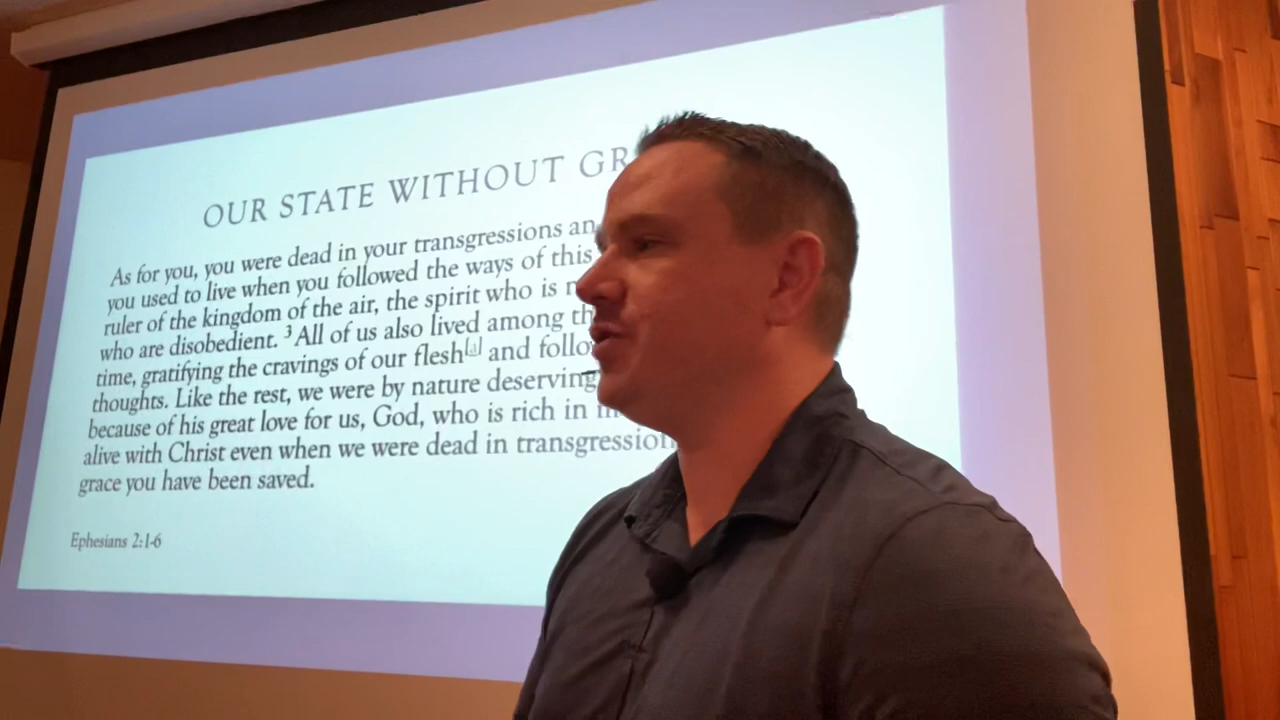 OUR STATE WITHOUT GR
As for you, you were dead in your transgressions an
you used to live when you followed the ways of this
ruler of the kingdom of the air, the spirit who is
who are disobedient. ³ All of us also lived among th
time, gratifying the cravings of our flesh[a] and follo
thoughts. Like the rest, we were by nature deserving
because of his great love for us, God, who is rich in
alive with Christ even when we were dead in transgression
grace you have been saved.
Ephesians 2:1-6